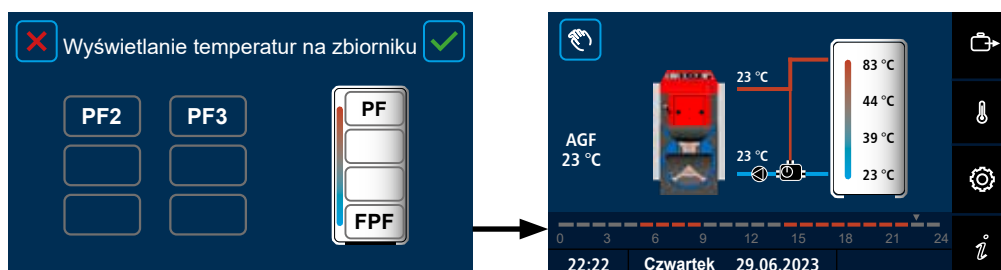 Wyświetlanie temperatur na zbiorniku
PF2 PF3 PF
FPF
83 °C
23 °C
44 °C
AGF
39 °C
23 °C
23 °C
23 °C
0 3 6 9 12 15 18 21 24
22:22 Czwartek 29.06.2023
i